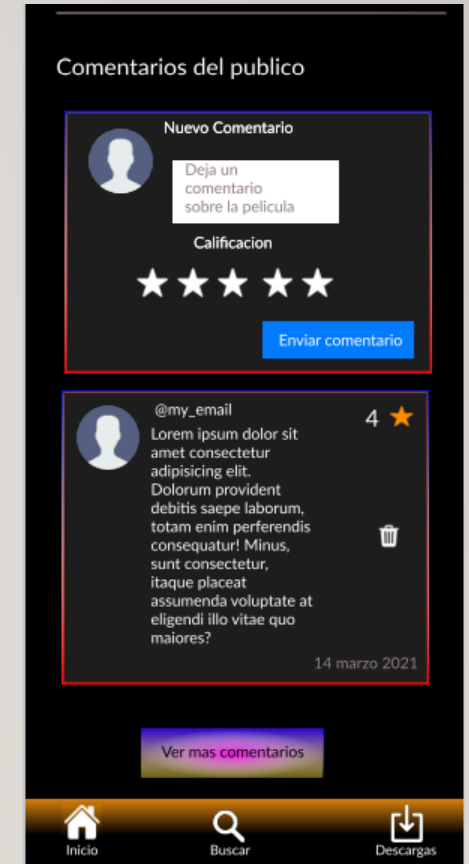 Comentarios del publico
Nuevo Comentario
Deja un
comentario
sobre la pelicula
Calificacion
Enviar comentario
@my_email
4
Lorem ipsum dolor sit
amet consectetur
adipisicing elit.
Dolorum provident
debitis saepe laborum,
totam enim perferendis
consequatur! Minus,
sunt consectetur,
itaque placeat
assumenda voluptate at
eligendi illo vitae quo
maiores?
14 marzo 2021
Ver mas comentarios
Inicio
Buscar
Descargas